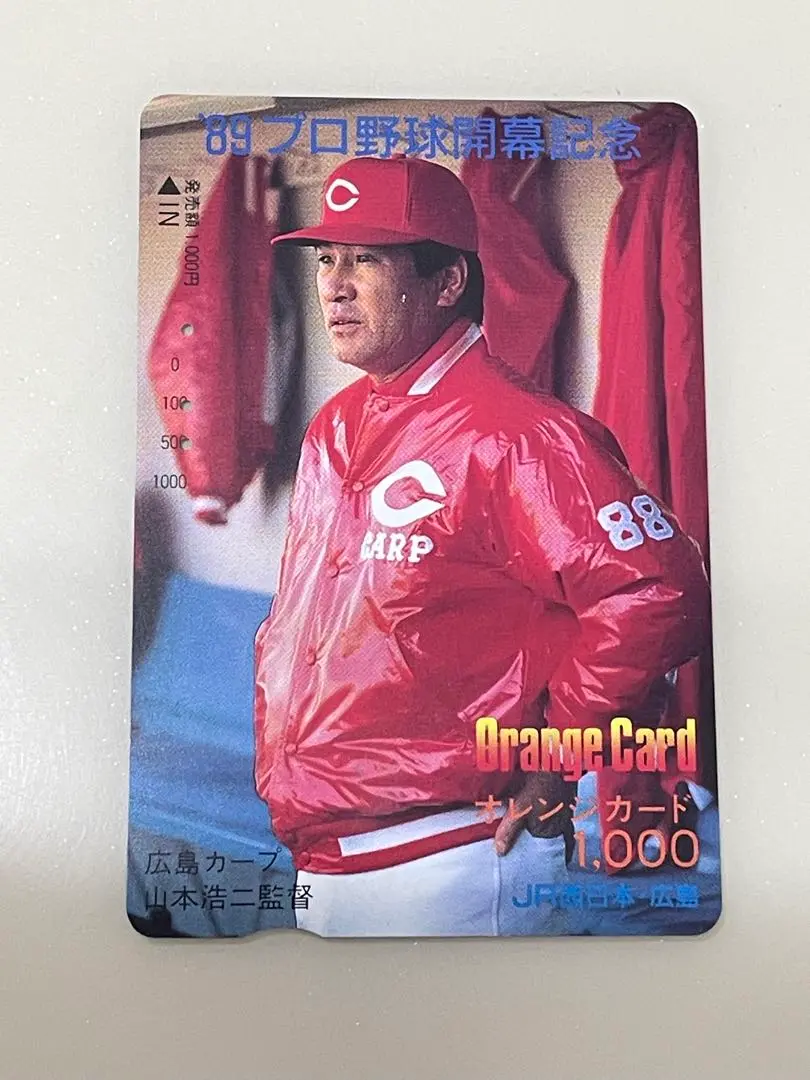 '89プロ野球開幕記念
発売額1,000円
◀IN
0
100
500
1000
C
C
CARP
88
Orange Card
オレンジカード
1,000
広島カープ
山本浩二監督
JR西日本・広島